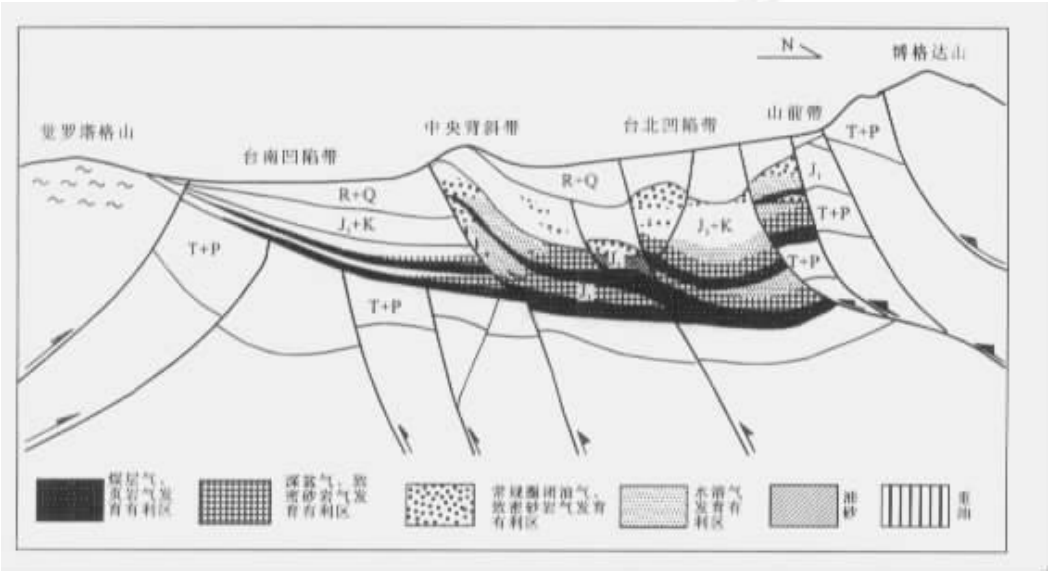 N
博格达山
觉罗塔格山
中央背斜带
台北凹陷带
山前带
台南凹陷带
T+P
R+Q
R+Q
J₁
J₃+K
J₃+K
T+P
T+P
T+P
T+P
煤层气、
页岩气发
育有利区
深盆气、致
密砂岩气发
育有利区
常规圈闭油气、
致密砂岩气发育
有利区
水溶气
发育有
利区
油
砂
重
油